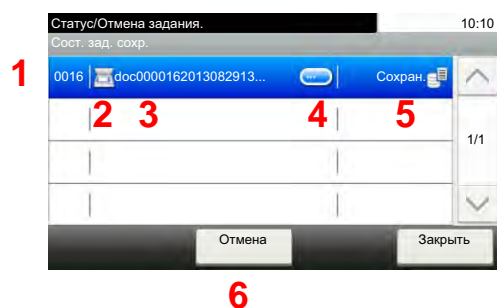 Статус/Отмена задания. 10:10
Сост. зад. сохр.
1 0016 doc0000162013082913... Сохран.
2 3 4 5
1/1
Отмена Закрыть
6